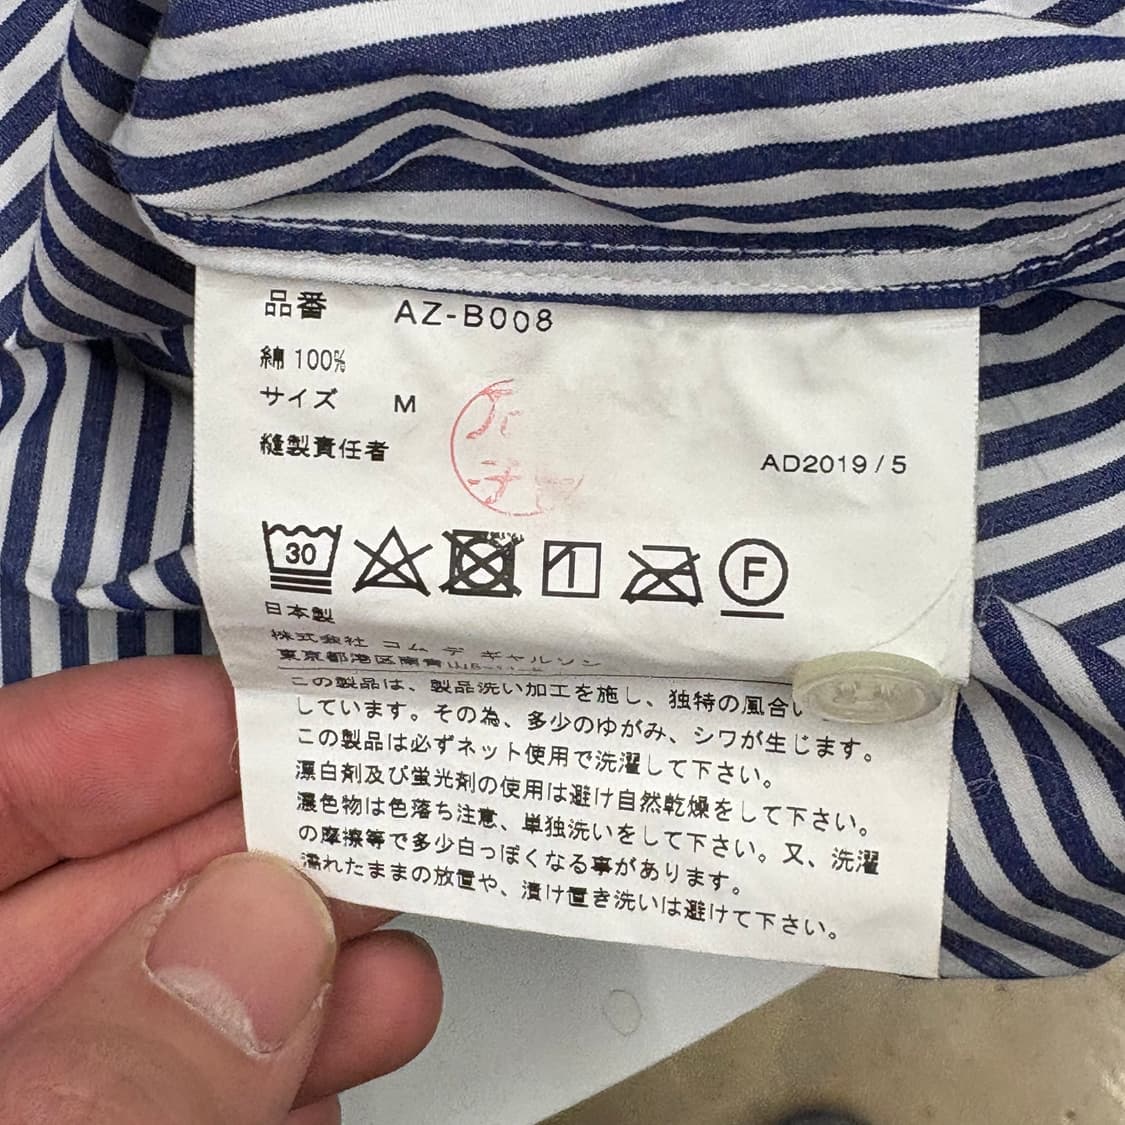 品番 AZ-B008
綿 100%
サイズ M
縫製責任者
AD2019/5
30
F
日本製
株式会社 コム デ ギャルソン
東京都港区南青山5-
この製品は、製品洗い加工を施し、独特の風合い
しています。その為、多少のゆがみ、シワが生じます。
この製品は必ずネット使用で洗濯して下さい。
漂白剤及び蛍光剤の使用は避け自然乾燥をして下さい。
濃色物は色落ち注意、単独洗いをして下さい。又、洗濯
の摩擦等で多少白っぽくなる事があります。
濡れたままの放置や、漬け置き洗いは避けて下さい。